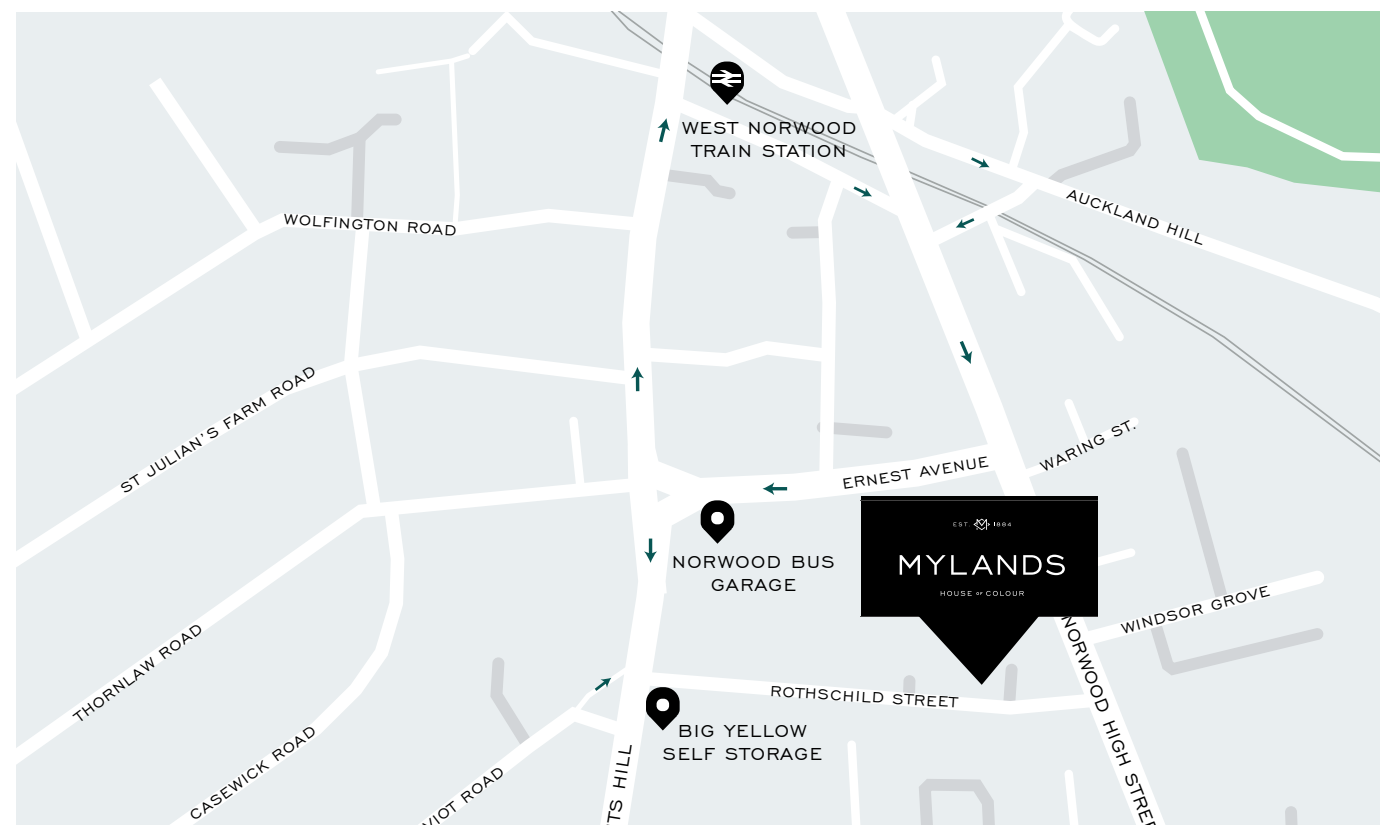 WEST NORWOOD
TRAIN STATION
WOLFINGTON ROAD
AUCKLAND HILL
ST JULIAN'S FARM ROAD
WARING ST.
ERNEST AVENUE
EST. 1884
MYLANDS
HOUSE OF COLOUR
NORWOOD BUS
GARAGE
WINDSOR GROVE
THORNLAW ROAD
ROTHSCHILD STREET
NORWOOD HIGH STREE
BIG YELLOW
SELF STORAGE
CASEWICK ROAD
VIOT ROAD
TS HILL